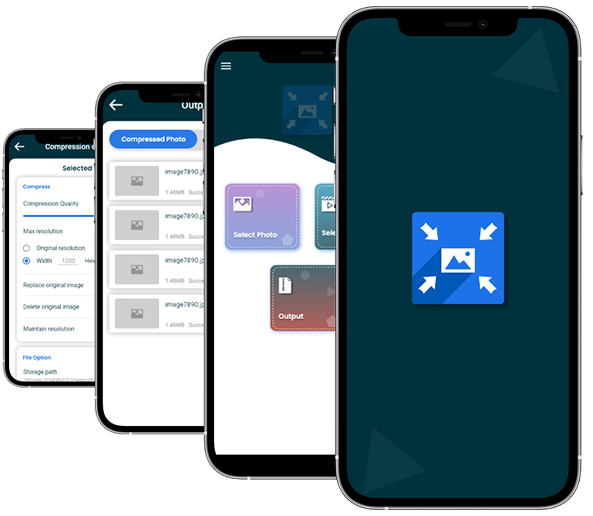 Compression
Selected
Compress
Compression Quality
Max resolution
Original resolution
Width 1200
Replace original image
Delete original image
Maintain resolution
File Option
Storage path
Outp
Compressed Photo
image7890.jp
1.48MB Succe
image7890.jp
1.48MB Succe
image7890.jp
1.48MB Succe
image7890.jp
1.48MB Succe
Select Photo
Sele
Output